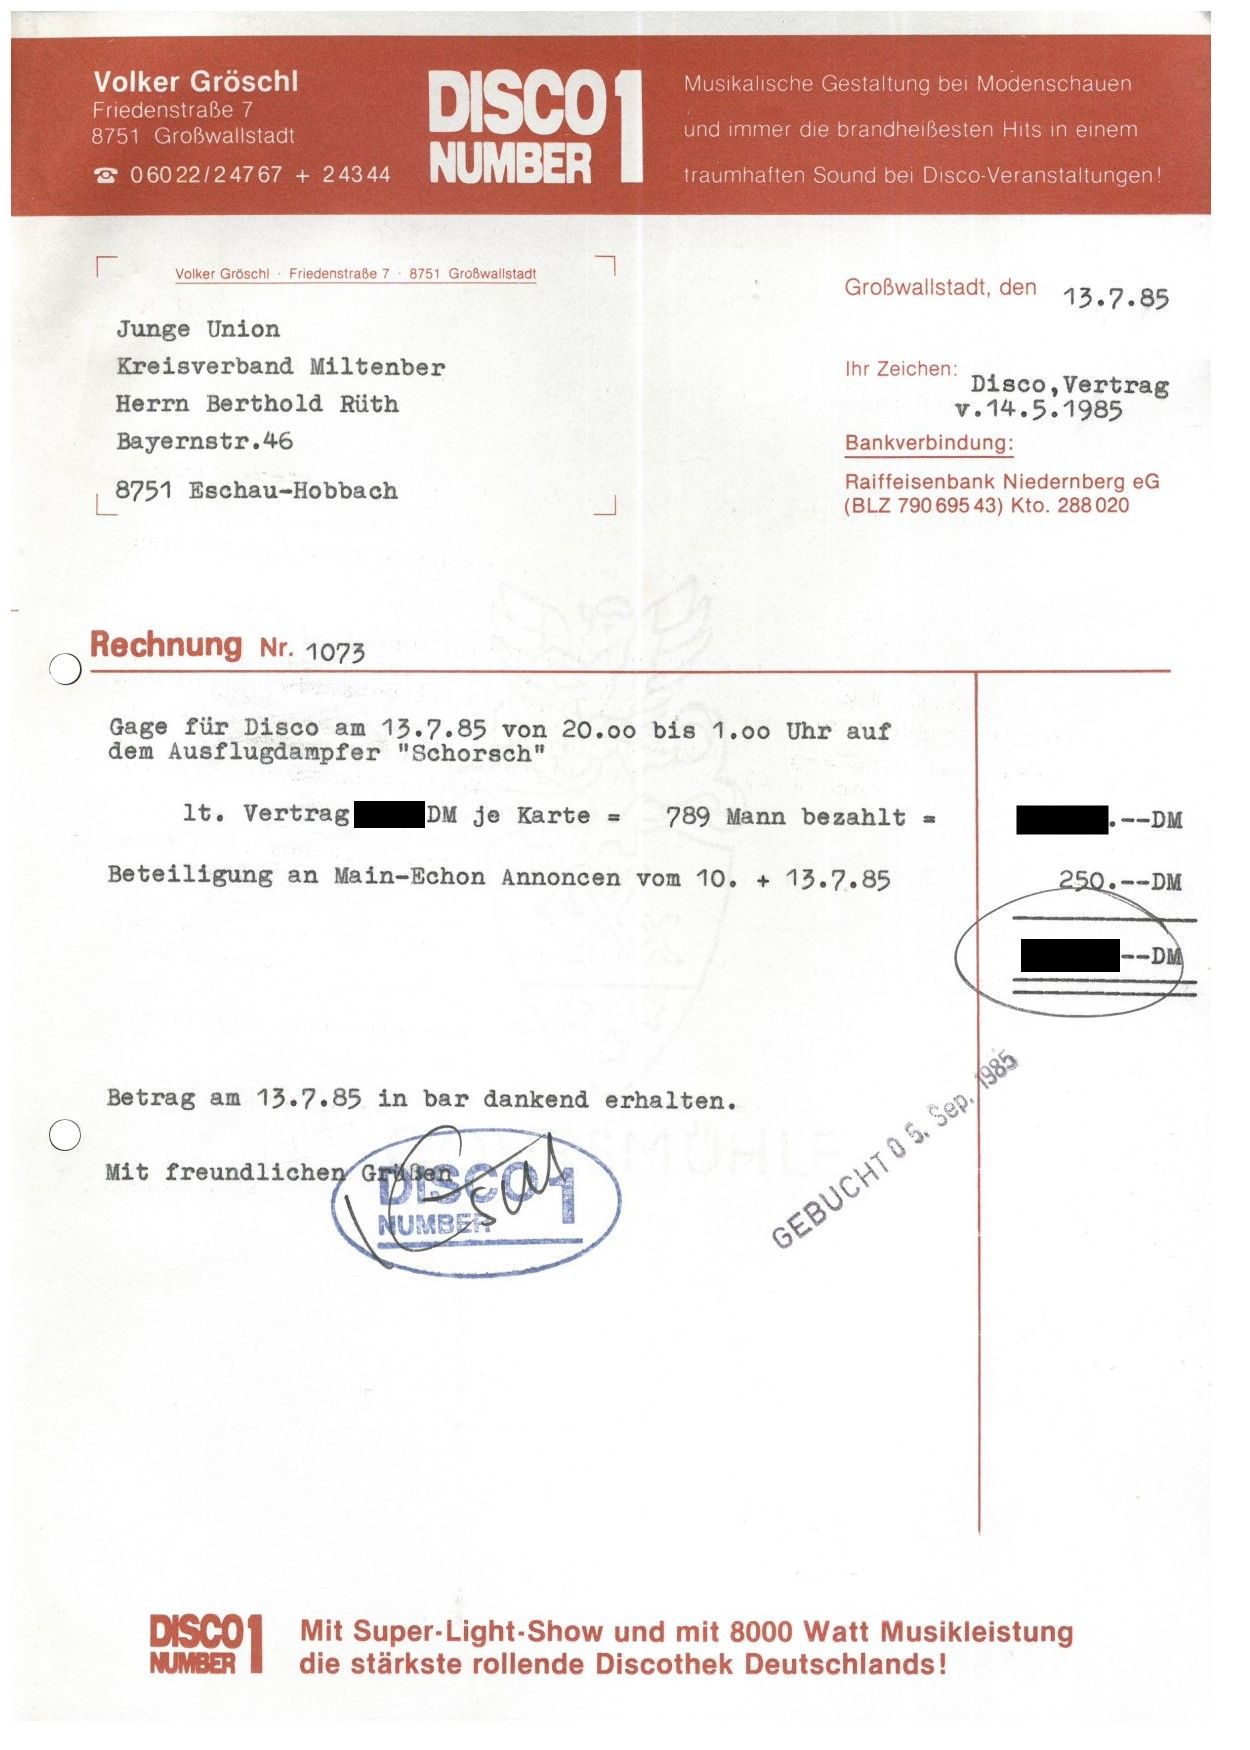 Volker Gröschl
Friedenstraße 7
8751 Großwallstadt
☎ 06022/24767 + 24344
DISCO
NUMBER 1
Musikalische Gestaltung bei Modenschauen
und immer die brandheißesten Hits in einem
traumhaften Sound bei Disco-Veranstaltungen!
Volker Gröschl · Friedenstraße 7 · 8751 Großwallstadt
Junge Union
Kreisverband Miltenber
Herrn Berthold Rüth
Bayernstr.46
8751 Eschau-Hobbach
Großwallstadt, den 13.7.85
Ihr Zeichen: Disco,Vertrag
v.14.5.1985
Bankverbindung:
Raiffeisenbank Niedernberg eG
(BLZ 790 695 43) Kto. 288 020
Rechnung Nr. 1073
Gage für Disco am 13.7.85 von 20.oo bis 1.oo Uhr auf
dem Ausflugdampfer "Schorsch"
lt. Vertrag DM je Karte = 789 Mann bezahlt = .--DM
Beteiligung an Main-Echon Annoncen vom 10. + 13.7.85 250.--DM
--DM
Betrag am 13.7.85 in bar dankend erhalten.
Mit freundlichen Grüßen
DISCO
NUMBER 1
GEBUCHT 0 5. Sep. 1985
DISCO
NUMBER 1
Mit Super-Light-Show und mit 8000 Watt Musikleistung
die stärkste rollende Discothek Deutschlands!